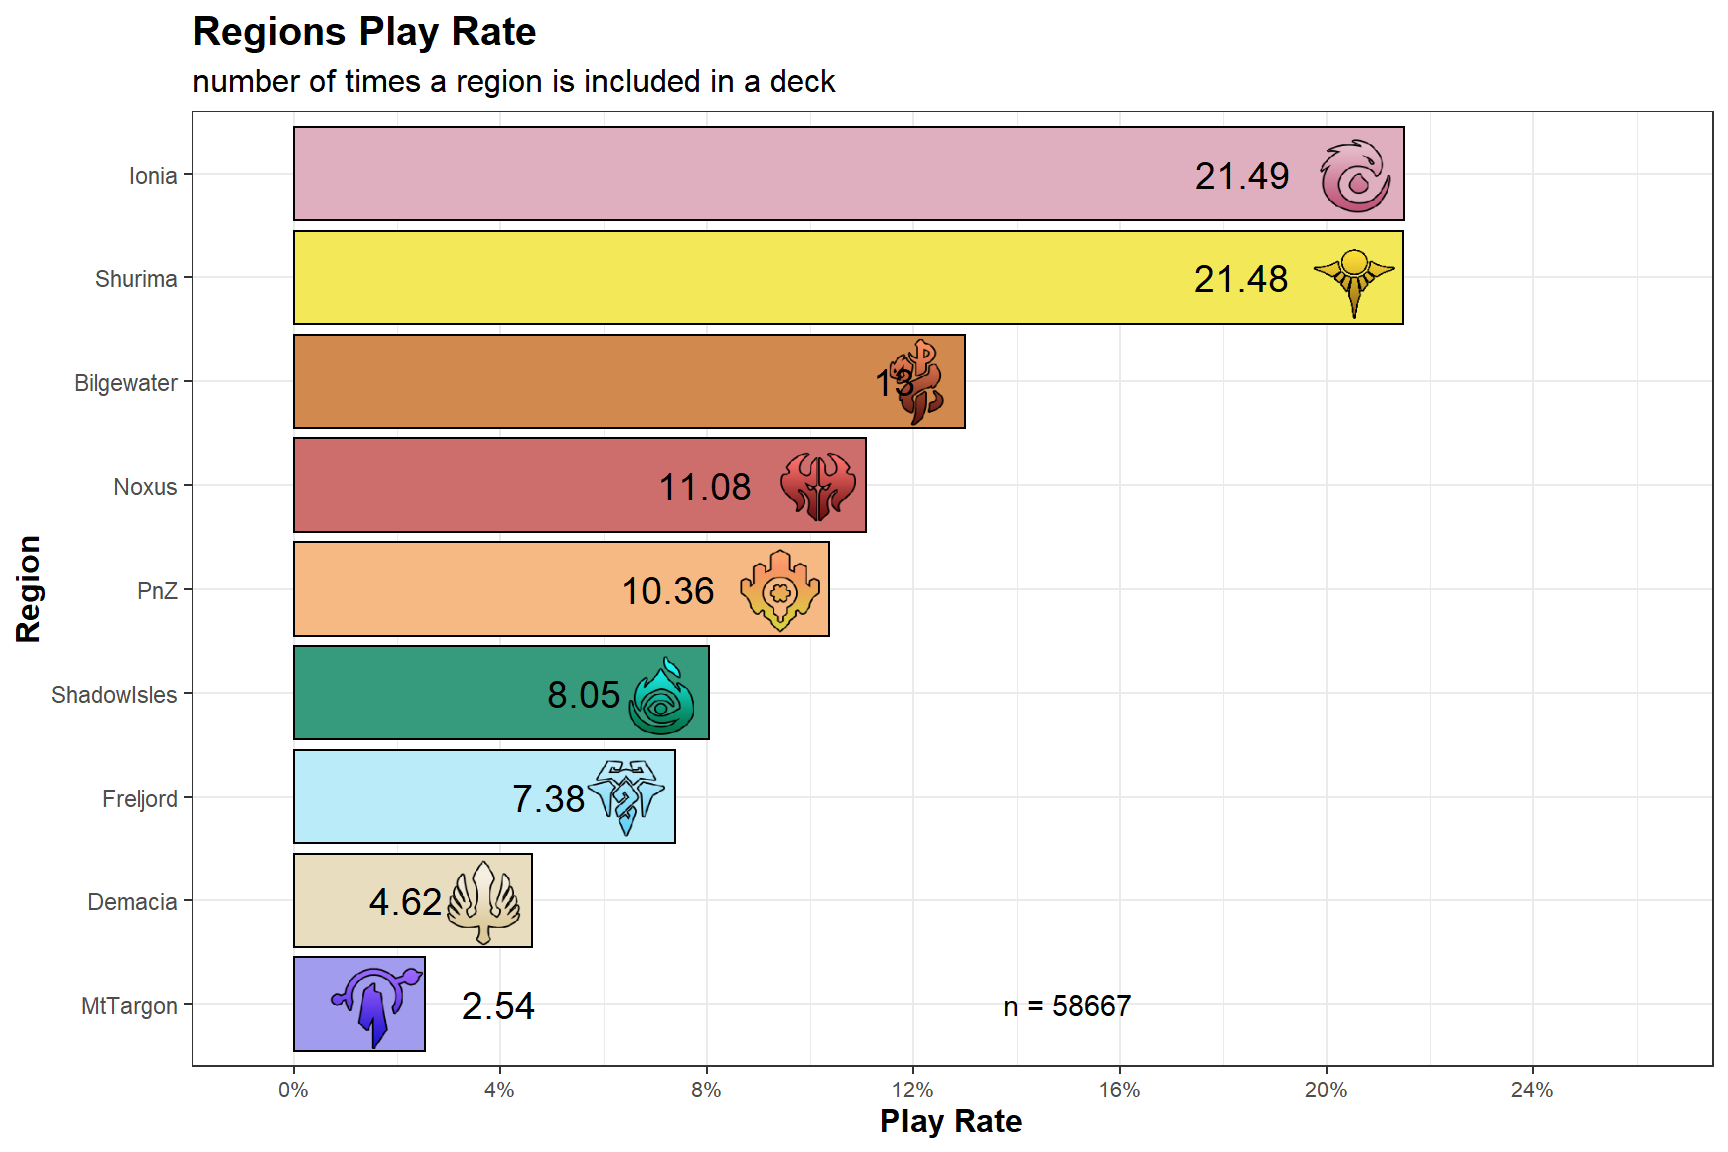 Regions Play Rate
number of times a region is included in a deck
Ionia
21.49
Shurima
21.48
Bilgewater
13
Noxus
11.08
PnZ
10.36
ShadowIsles
8.05
Freljord
7.38
Demacia
4.62
MtTargon
2.54
n = 58667
0% 4% 8% 12% 16% 20% 24%
Play Rate
Region